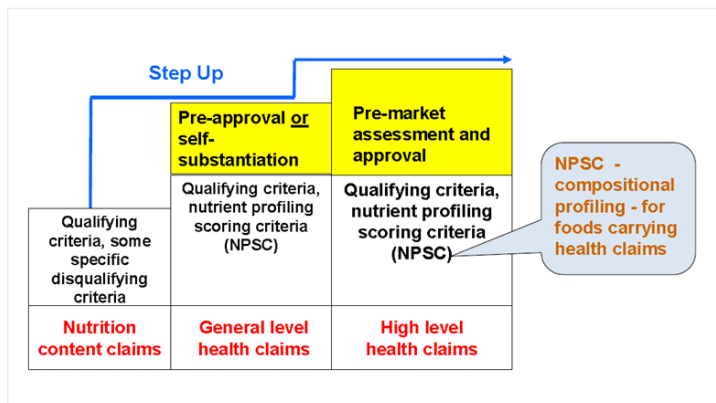 Step Up
Pre-approval or
self-
substantiation
Pre-market
assessment and
approval
Qualifying
criteria, some
specific
disqualifying
criteria
Qualifying criteria,
nutrient profiling
scoring criteria
(NPSC)
Qualifying criteria,
nutrient profiling
scoring criteria
(NPSC)
NPSC -
compositional
profiling - for
foods carrying
health claims
Nutrition
content claims
General level
health claims
High level
health claims